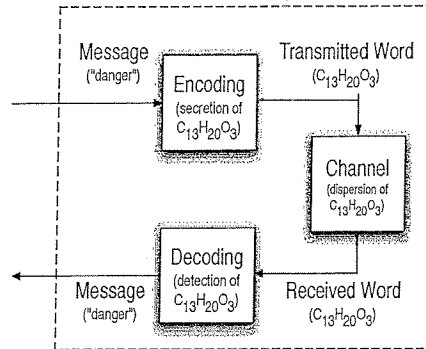 Message
("danger")
Encoding
(secretion of
C13H20O3)
Transmitted Word
(C13H20O3)
Channel
(dispersion of
C13H20O3)
Decoding
(detection of
C13H20O3)
Message
("danger")
Received Word
(C13H20O3)